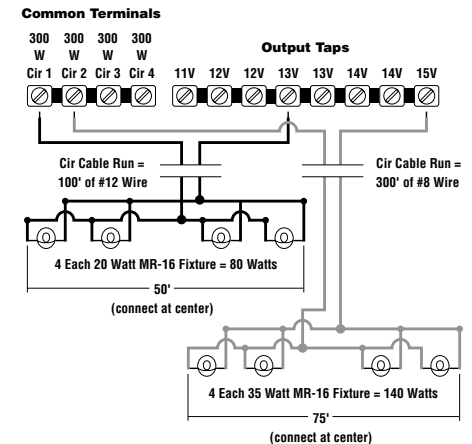 Common Terminals
300 300 300 300
W W W W
Cir 1 Cir 2 Cir 3 Cir 4
Output Taps
11V 12V 12V 13V 13V 14V 14V 15V
Cir Cable Run =
100' of #12 Wire
Cir Cable Run =
300' of #8 Wire
4 Each 20 Watt MR-16 Fixture = 80 Watts
50'
(connect at center)
4 Each 35 Watt MR-16 Fixture = 140 Watts
75'
(connect at center)